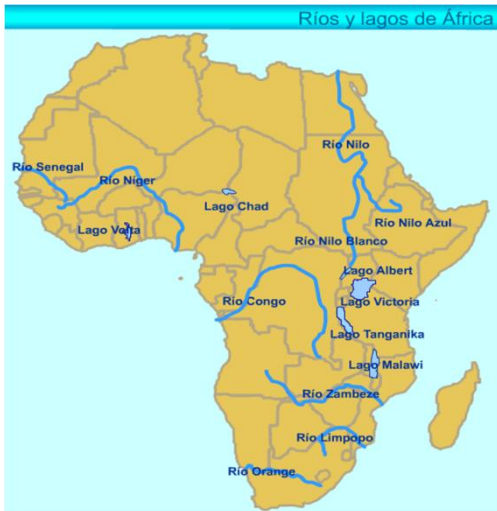 Ríos y lagos de África
Río Nilo
Río Senegal
Río Níger
Lago Chad
Río Nilo Azul
Lago Volta
Río Nilo Blanco
Lago Albert
Río Congo
Lago Victoria
Lago Tanganika
Lago Malawi
Río Zambeze
Río Limpopo
Río Orange